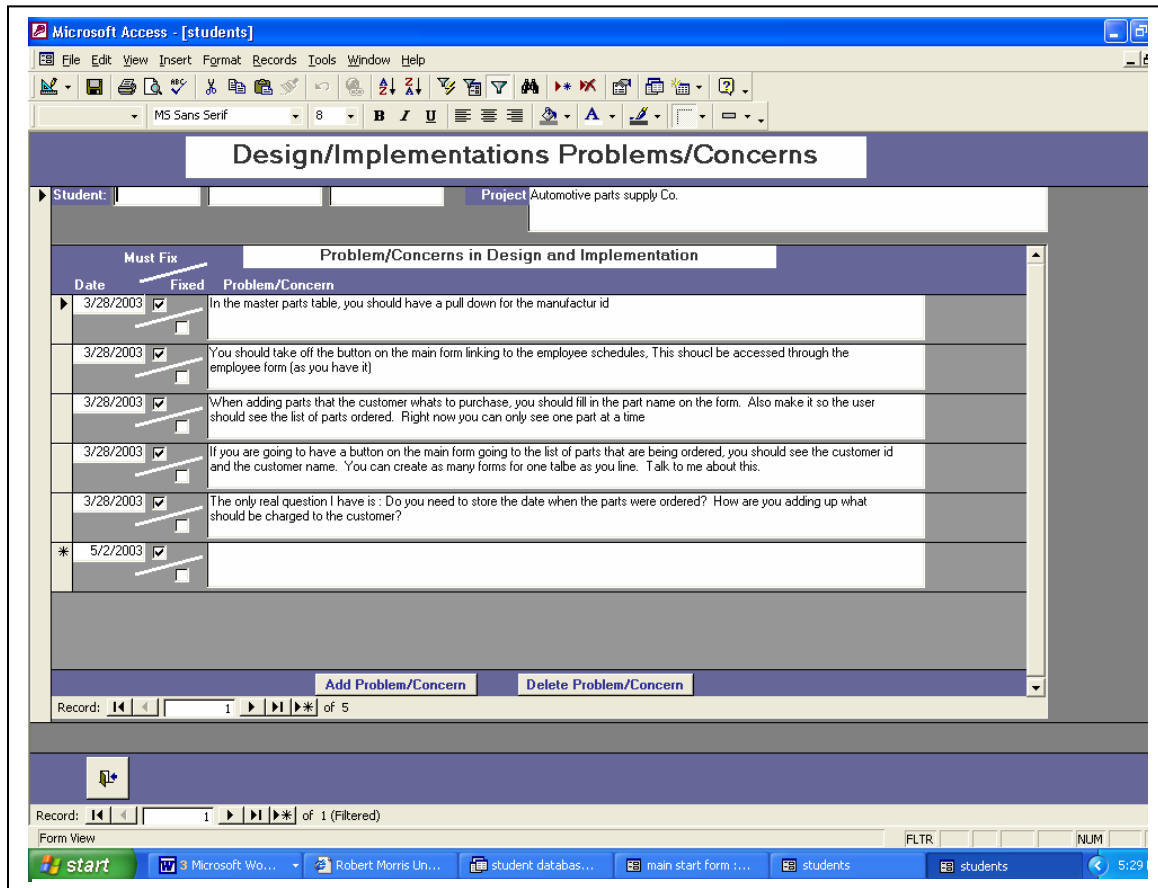 Microsoft Access - [students]
File Edit View Insert Format Records Tools Window Help
MS Sans Serif 8 B I U A
Design/Implementations Problems/Concerns
Student: Project Automotive parts supply Co.
Problem/Concerns in Design and Implementation
Must Fix
Date Fixed Problem/Concern
3/28/2003 In the master parts table, you should have a pull down for the manufactur id
3/28/2003 You should take off the button on the main form linking to the employee schedules, This shoucl be accessed through the
employee form (as you have it)
3/28/2003 When adding parts that the customer whats to purchase, you should fill in the part name on the form. Also make it so the user
should see the list of parts ordered. Right now you can only see one part at a time
3/28/2003 If you are going to have a button on the main form going to the list of parts that are being ordered, you should see the customer id
and the customer name. You can create as many forms for one talbe as you line. Talk to me about this.
3/28/2003 The only real question I have is : Do you need to store the date when the parts were ordered? How are you adding up what
should be charged to the customer?
5/2/2003
Add Problem/Concern Delete Problem/Concern
Record: 1 of 5
Record: 1 of 1 (Filtered)
Form View FLTR NUM
start 3 Microsoft Wo... Robert Morris Un... student databas... main start form :... students students 5:29